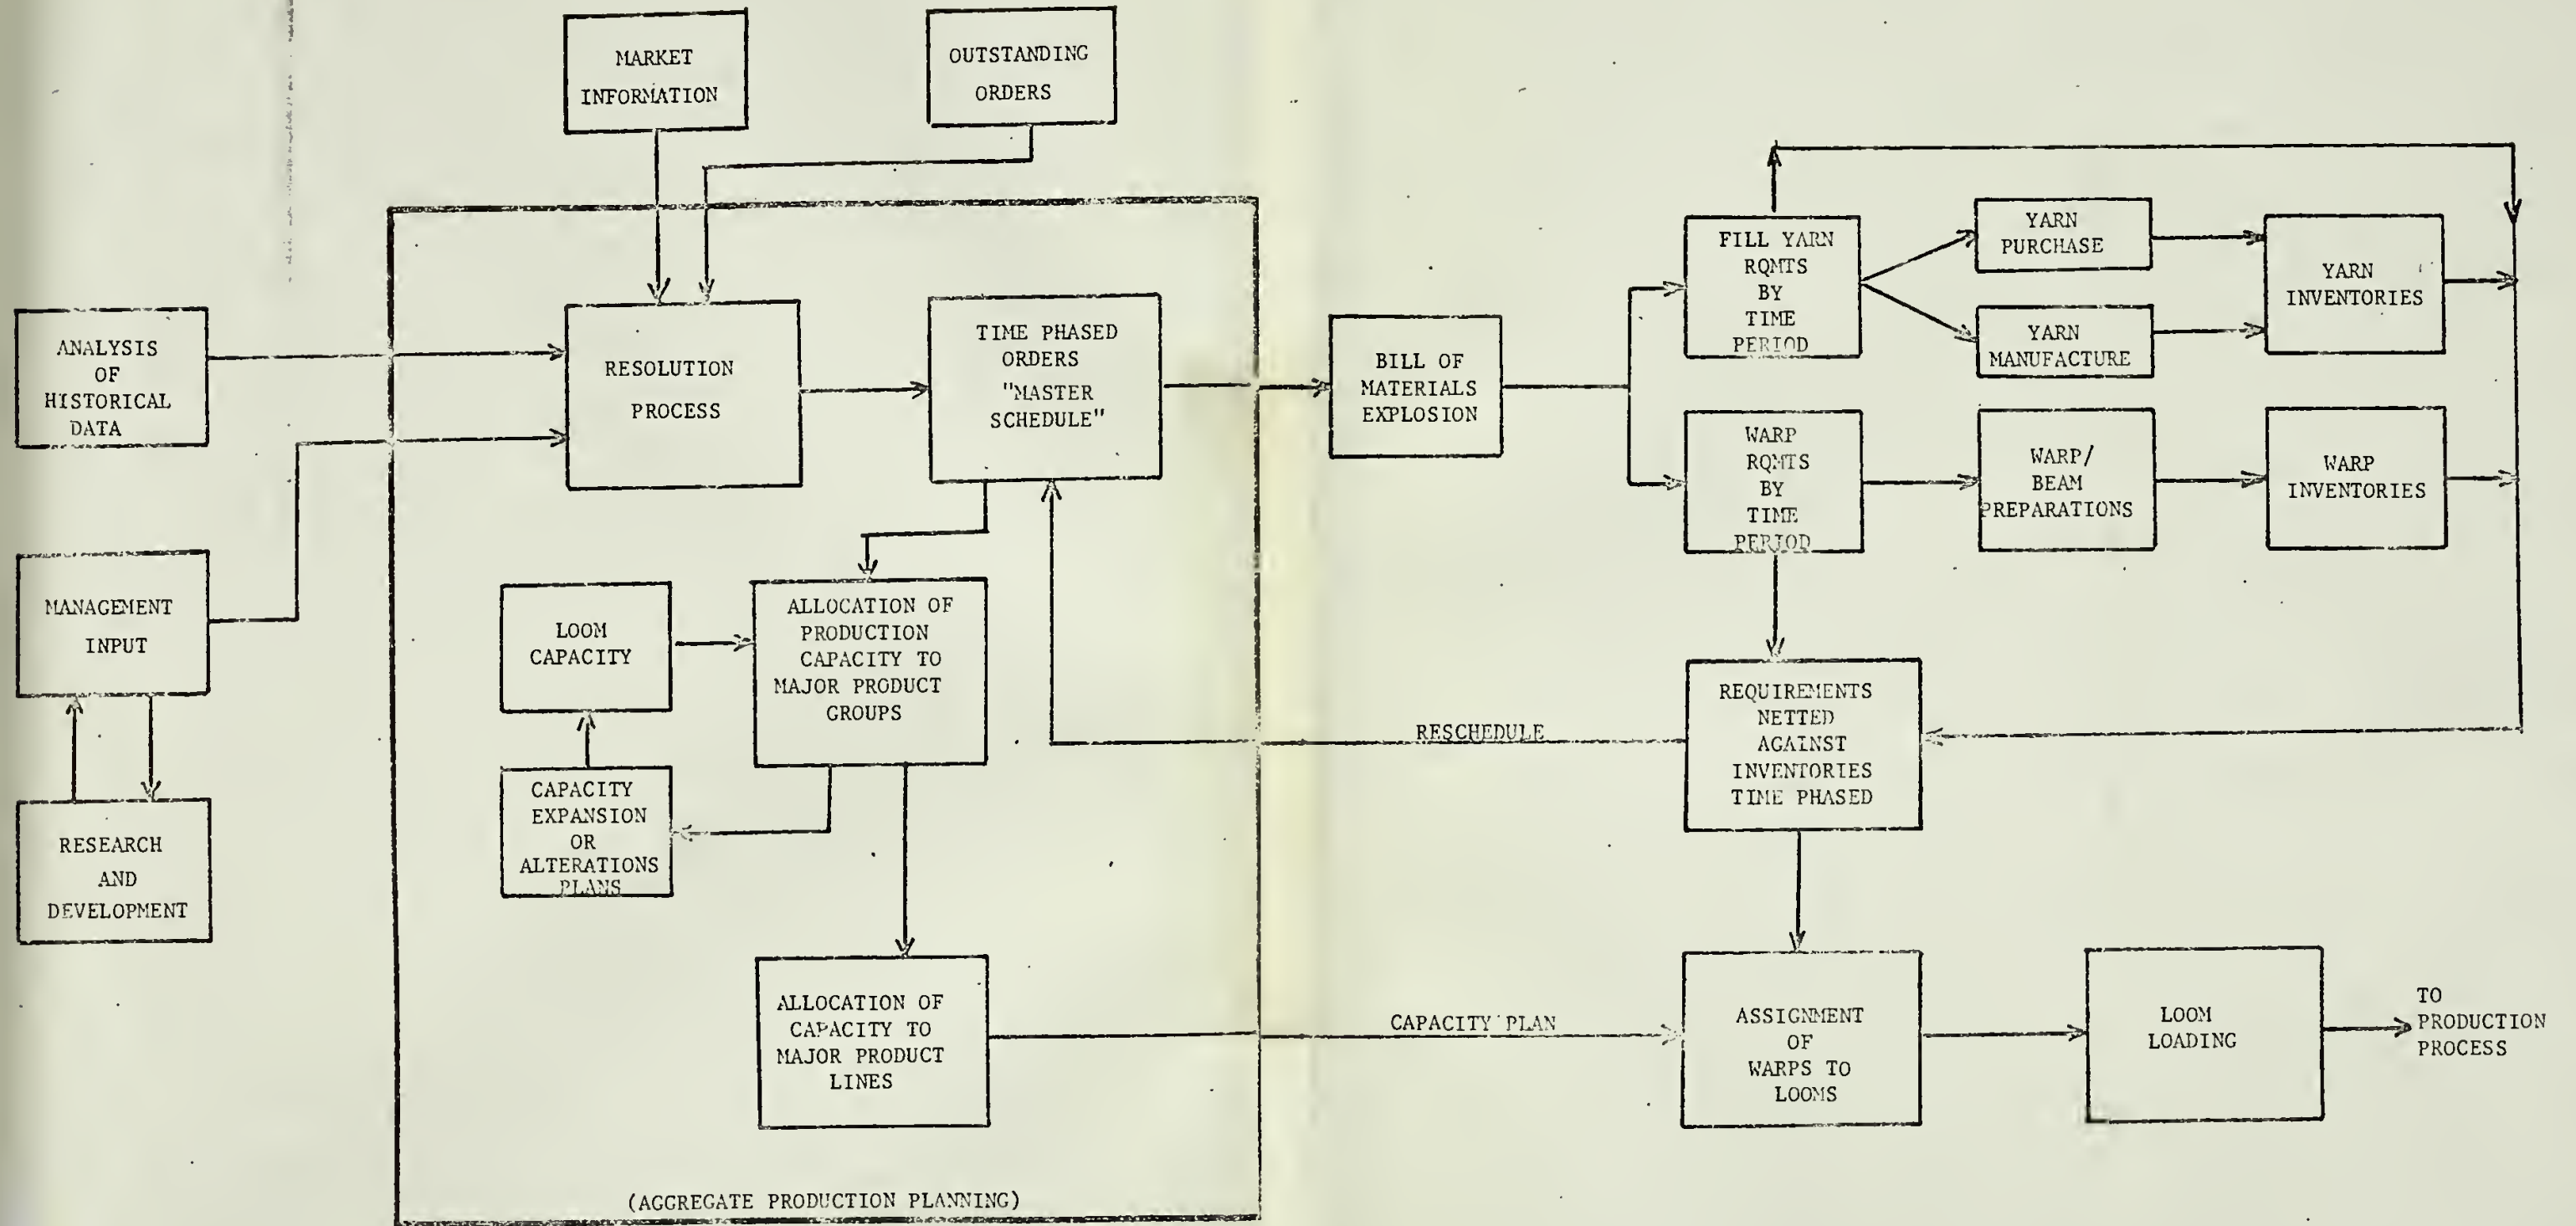 MARKET
INFORMATION
OUTSTANDING
ORDERS
ANALYSIS
OF
HISTORICAL
DATA
MANAGEMENT
INPUT
RESEARCH
AND
DEVELOPMENT
RESOLUTION
PROCESS
TIME PHASED
ORDERS
"MASTER
SCHEDULE"
LOOM
CAPACITY
ALLOCATION OF
PRODUCTION
CAPACITY TO
MAJOR PRODUCT
GROUPS
CAPACITY
EXPANSION
OR
ALTERATIONS
PLANS
ALLOCATION OF
CAPACITY TO
MAJOR PRODUCT
LINES
(AGGREGATE PRODUCTION PLANNING)
BILL OF
MATERIALS
EXPLOSION
FILL YARN
RQMTS
BY
TIME
PERIOD
YARN
PURCHASE
YARN
MANUFACTURE
YARN
INVENTORIES
WARP
RQMTS
BY
TIME
PERIOD
WARP/
BEAM
PREPARATIONS
WARP
INVENTORIES
RESCHEDULE
REQUIREMENTS
NETTED
AGAINST
INVENTORIES
TIME PHASED
CAPACITY PLAN
ASSIGNMENT
OF
WARPS TO
LOOMS
LOOM
LOADING
TO
PRODUCTION
PROCESS